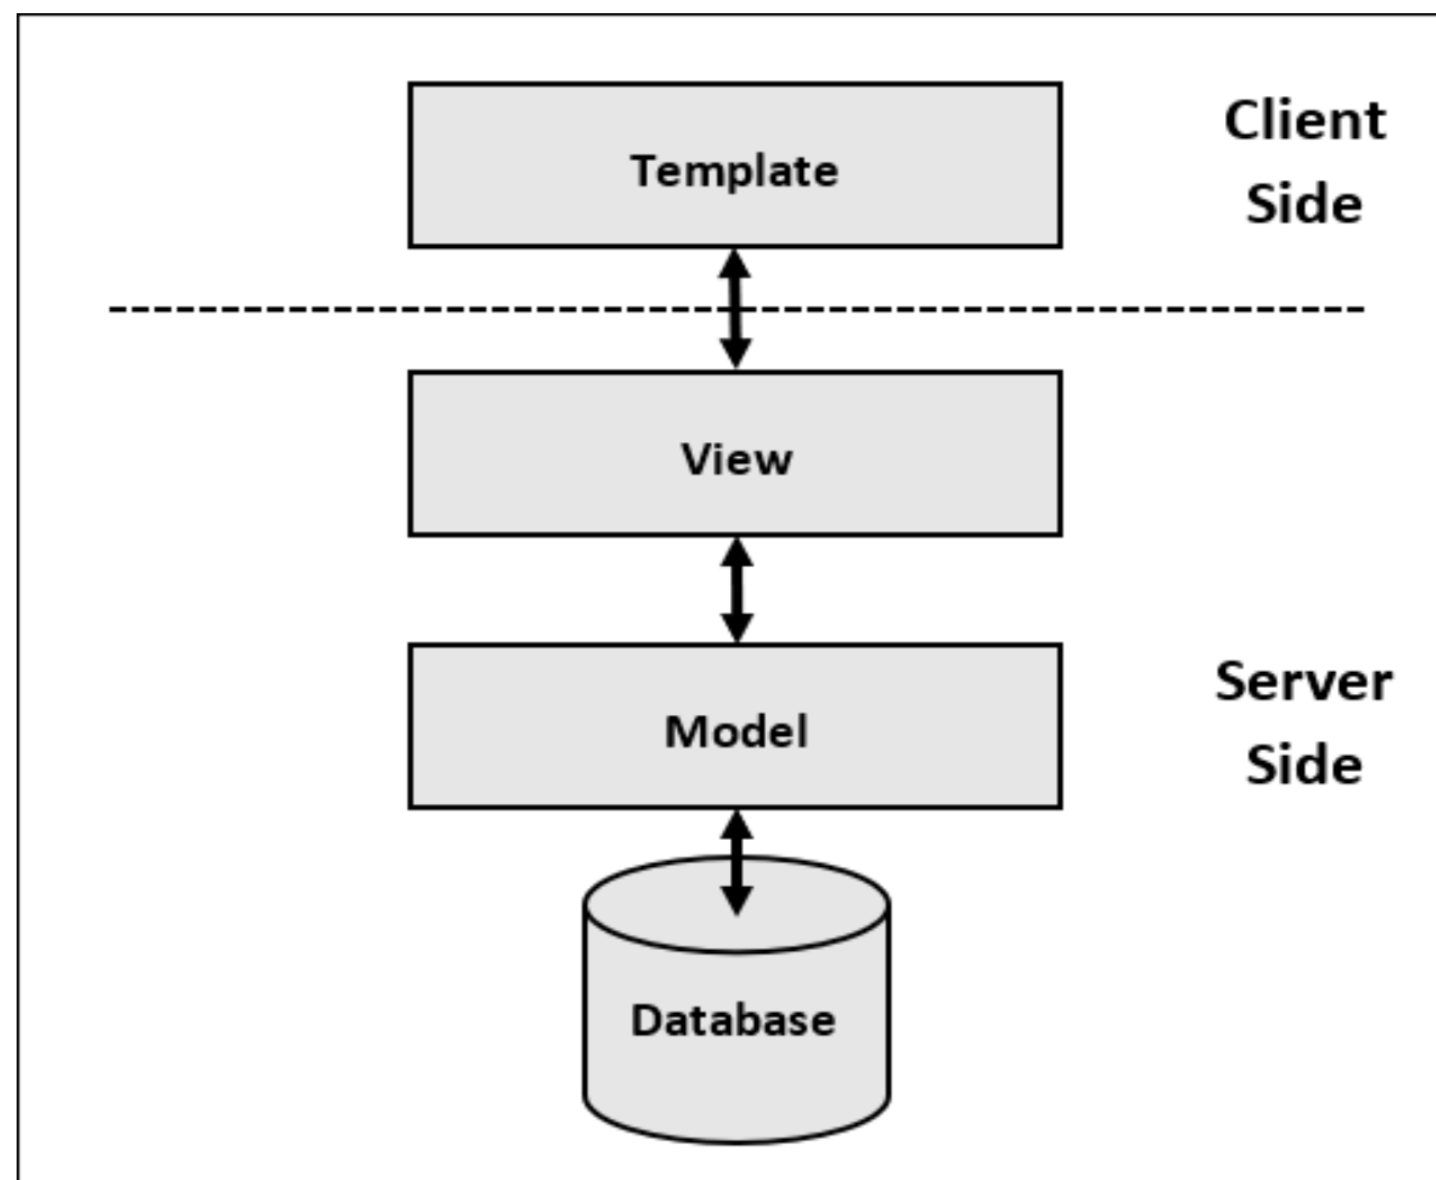 Template
Client
Side
View
Model
Server
Side
Database